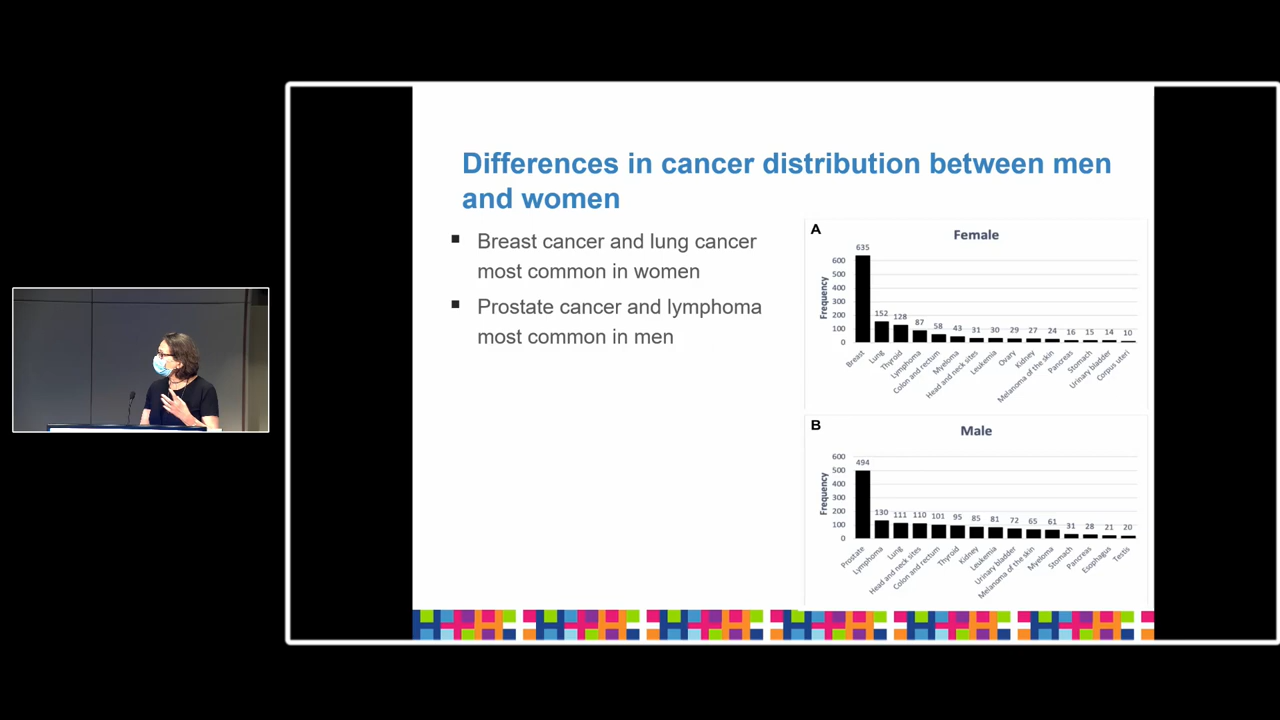 Differences in cancer distribution between men
and women
▪ Breast cancer and lung cancer
most common in women
▪ Prostate cancer and lymphoma
most common in men
A
Female
Frequency
600
500
400
300
200
100
0
635
152
128
87
58
43
31
30
29
27
24
16
15
14
10
Breast
Lung
Thyroid
Lymphoma
Colon and rectum
Myeloma
Head and neck sites
Leukemia
Ovary
Kidney
Melanoma of the skin
Pancreas
Stomach
Urinary bladder
Corpus uteri
B
Male
Frequency
600
500
400
300
200
100
0
494
130
111
110
101
95
85
81
72
65
61
31
28
21
20
Prostate
Lymphoma
Lung
Head and neck sites
Colon and rectum
Thyroid
Kidney
Leukemia
Urinary bladder
Melanoma of the skin
Myeloma
Stomach
Pancreas
Esophagus
Testis